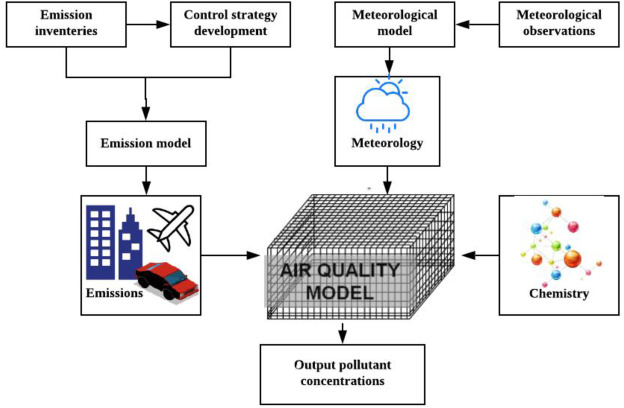 Emission
inventeries
Control strategy
development
Meteorological
model
Meteorological
observations
Emission model
Meteorology
Emissions
AIR QUALITY
MODEL
Chemistry
Output pollutant
concentrations